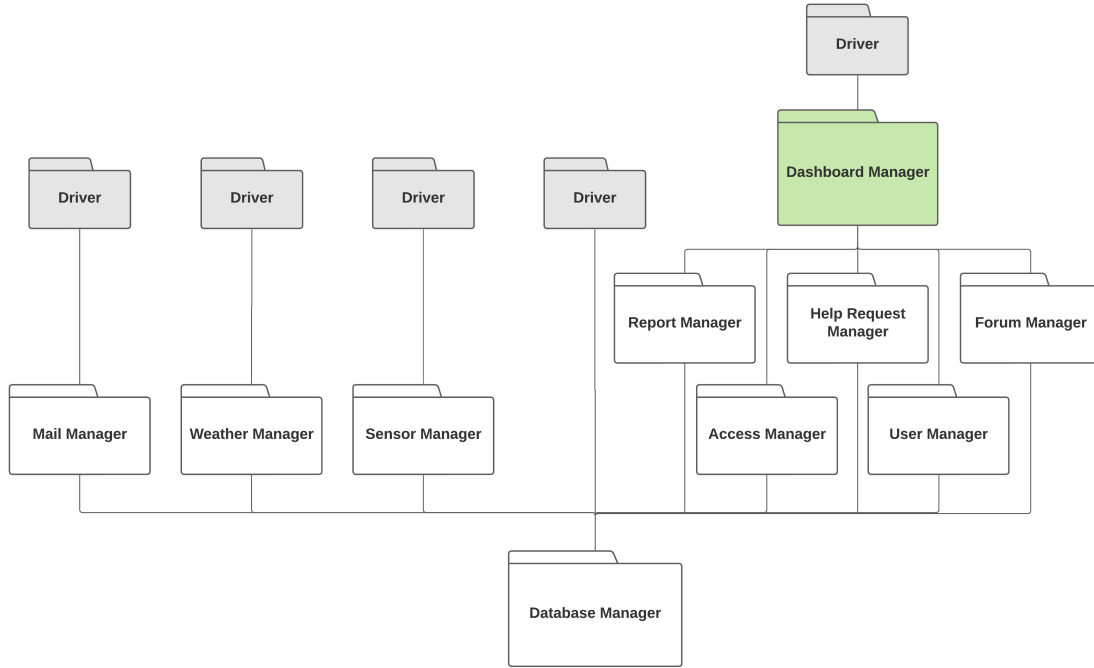 Driver
Dashboard Manager
Driver
Driver
Driver
Driver
Report Manager
Help Request
Manager
Forum Manager
Mail Manager
Weather Manager
Sensor Manager
Access Manager
User Manager
Database Manager